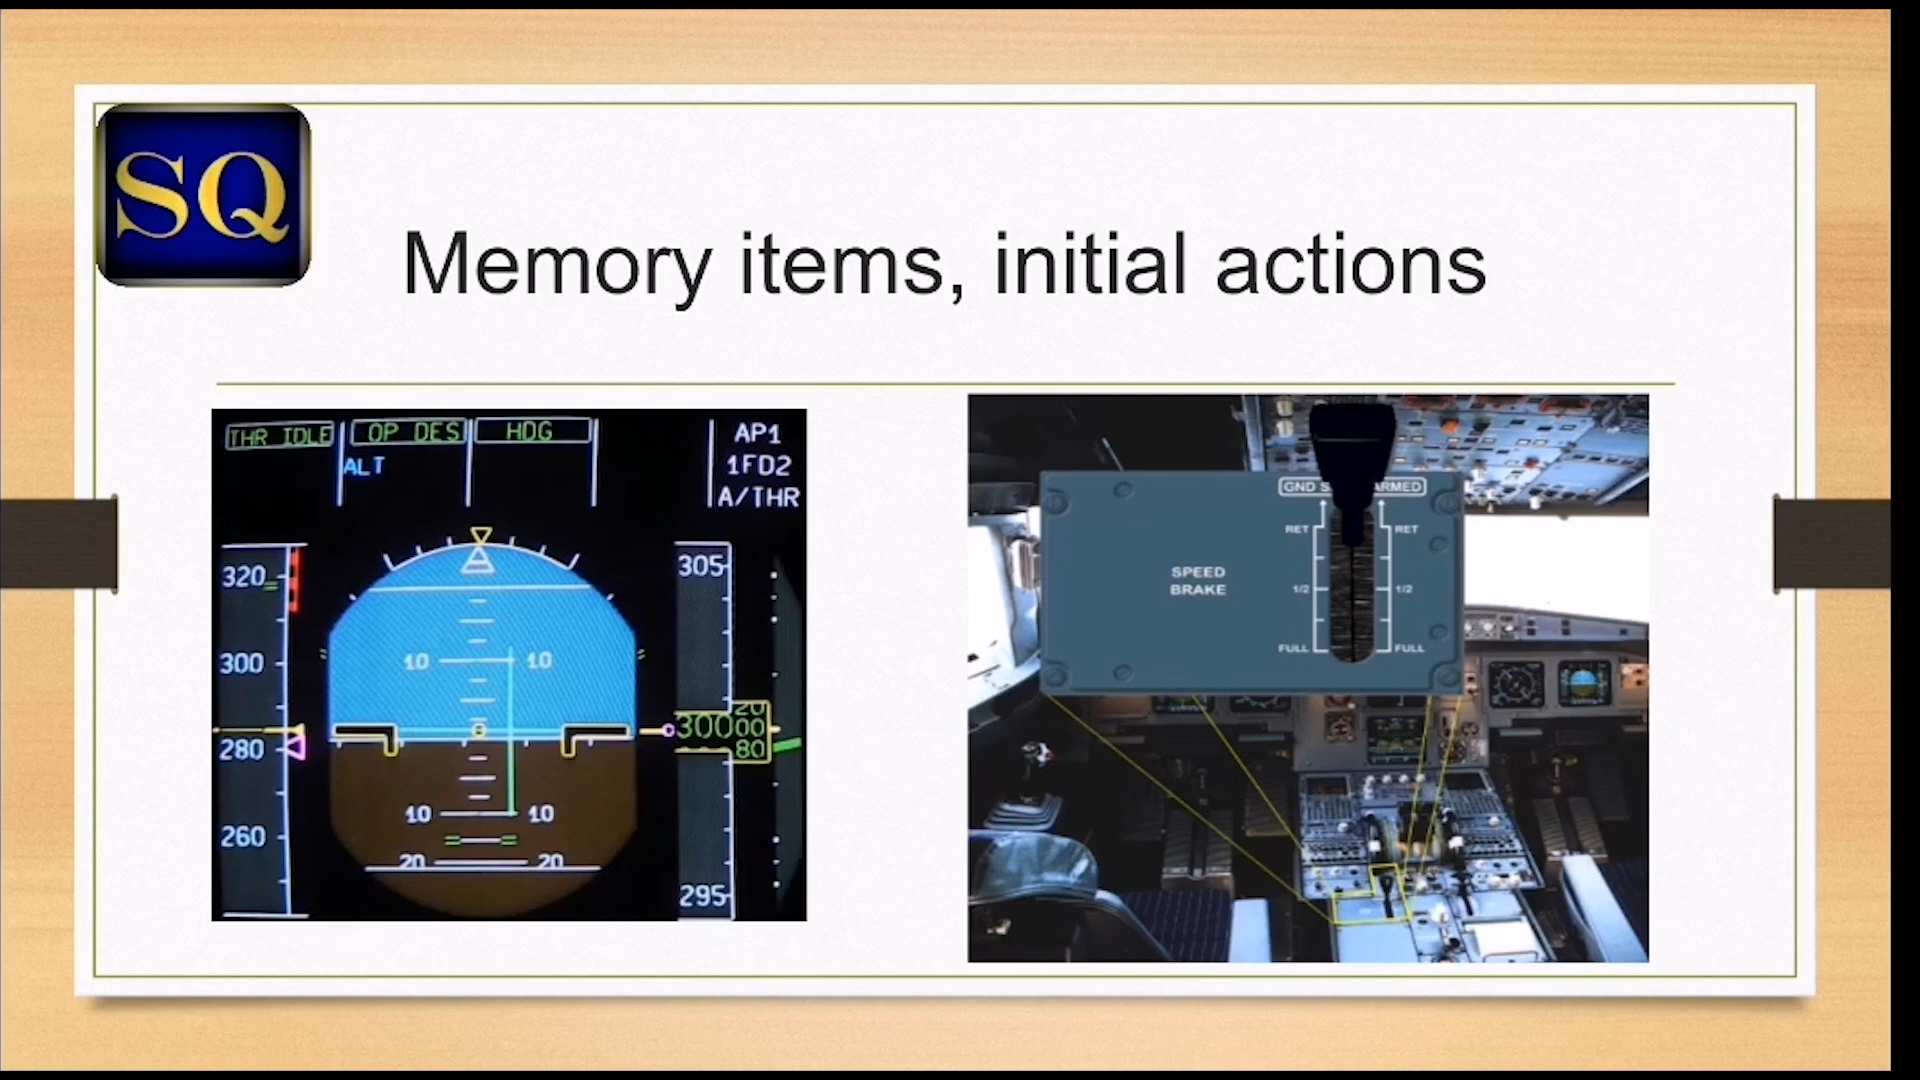 SQ
Memory items, initial actions
THR IDLE OP DES HDG AP1
ALT 1FD2
A/THR
320
300
280
260
10 10
10 10
20 20
305
30000
20
80
295
GND S ARMED
RET RET
SPEED
BRAKE
1/2 1/2
FULL FULL